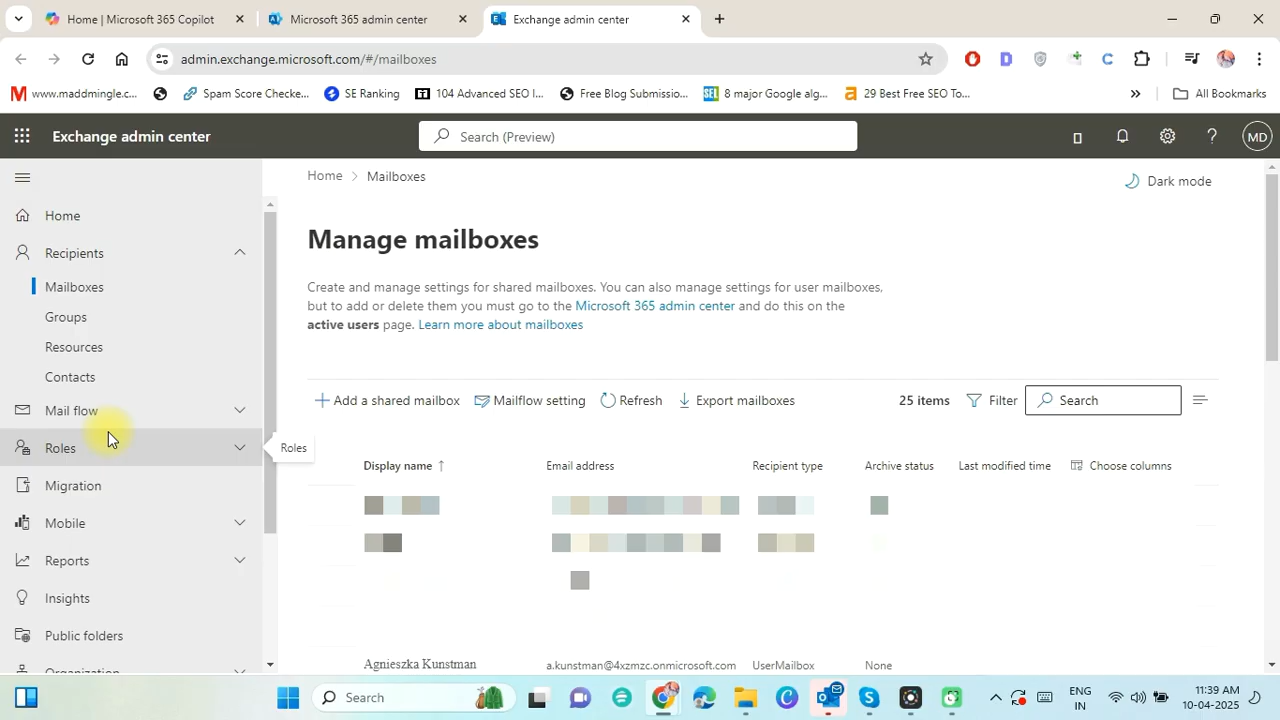 Home | Microsoft 365 Copilot
Microsoft 365 admin center
Exchange admin center
admin.exchange.microsoft.com/#/mailboxes
www.maddmingle.c...
Spam Score Checke...
SE Ranking
104 Advanced SEO I...
Free Blog Submissio...
8 major Google alg...
29 Best Free SEO To...
All Bookmarks
Exchange admin center
Search (Preview)
MD
Home > Mailboxes
Dark mode
Home
Recipients
Mailboxes
Groups
Resources
Contacts
Mail flow
Roles
Roles
Migration
Mobile
Reports
Insights
Public folders
Organization
Manage mailboxes
Create and manage settings for shared mailboxes. You can also manage settings for user mailboxes,
but to add or delete them you must go to the Microsoft 365 admin center and do this on the
active users page. Learn more about mailboxes
Add a shared mailbox
Mailflow setting
Refresh
Export mailboxes
25 items
Filter
Search
Display name ↑
Email address
Recipient type
Archive status
Last modified time
Choose columns
Agnieszka Kunstman
a.kunstman@4xzmzc.onmicrosoft.com
UserMailbox
None
Search
ENG
IN
11:39 AM
10-04-2025